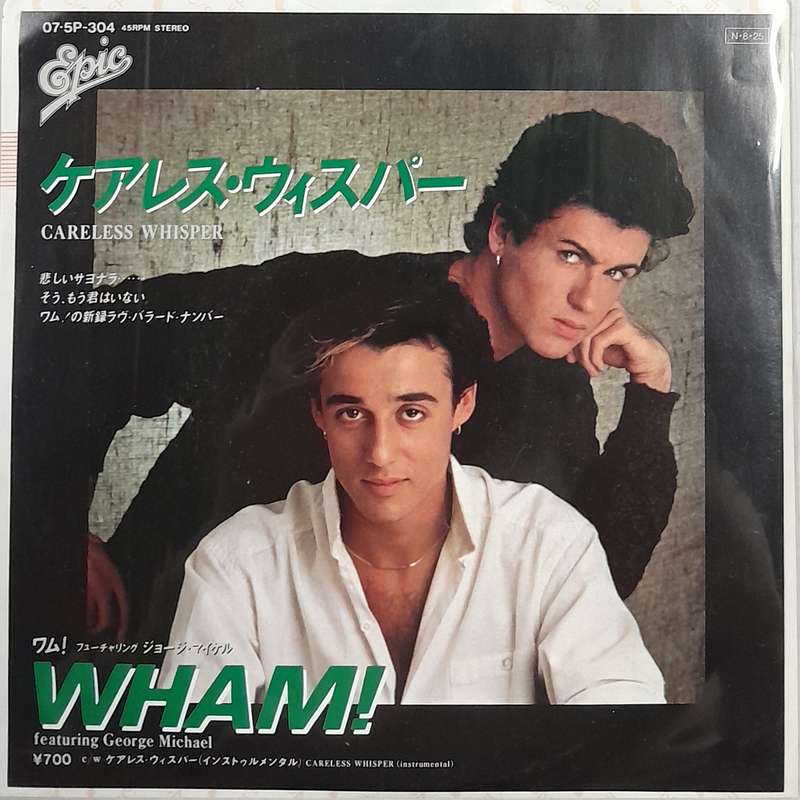 07·5P-304 45RPM STEREO
N·8·25
Epic
ケアレス・ウィスパー
CARELESS WHISPER
悲しいサヨナラ……
そう、もう君はいない
ワム!の新録ラヴ・バラード・ナンバー
ワム! フューチャリング ジョージ・マイケル
WHAM!
featuring George Michael
¥700 C/W ケアレス・ウィスパー(インストゥルメンタル) CARELESS WHISPER (instrumental)